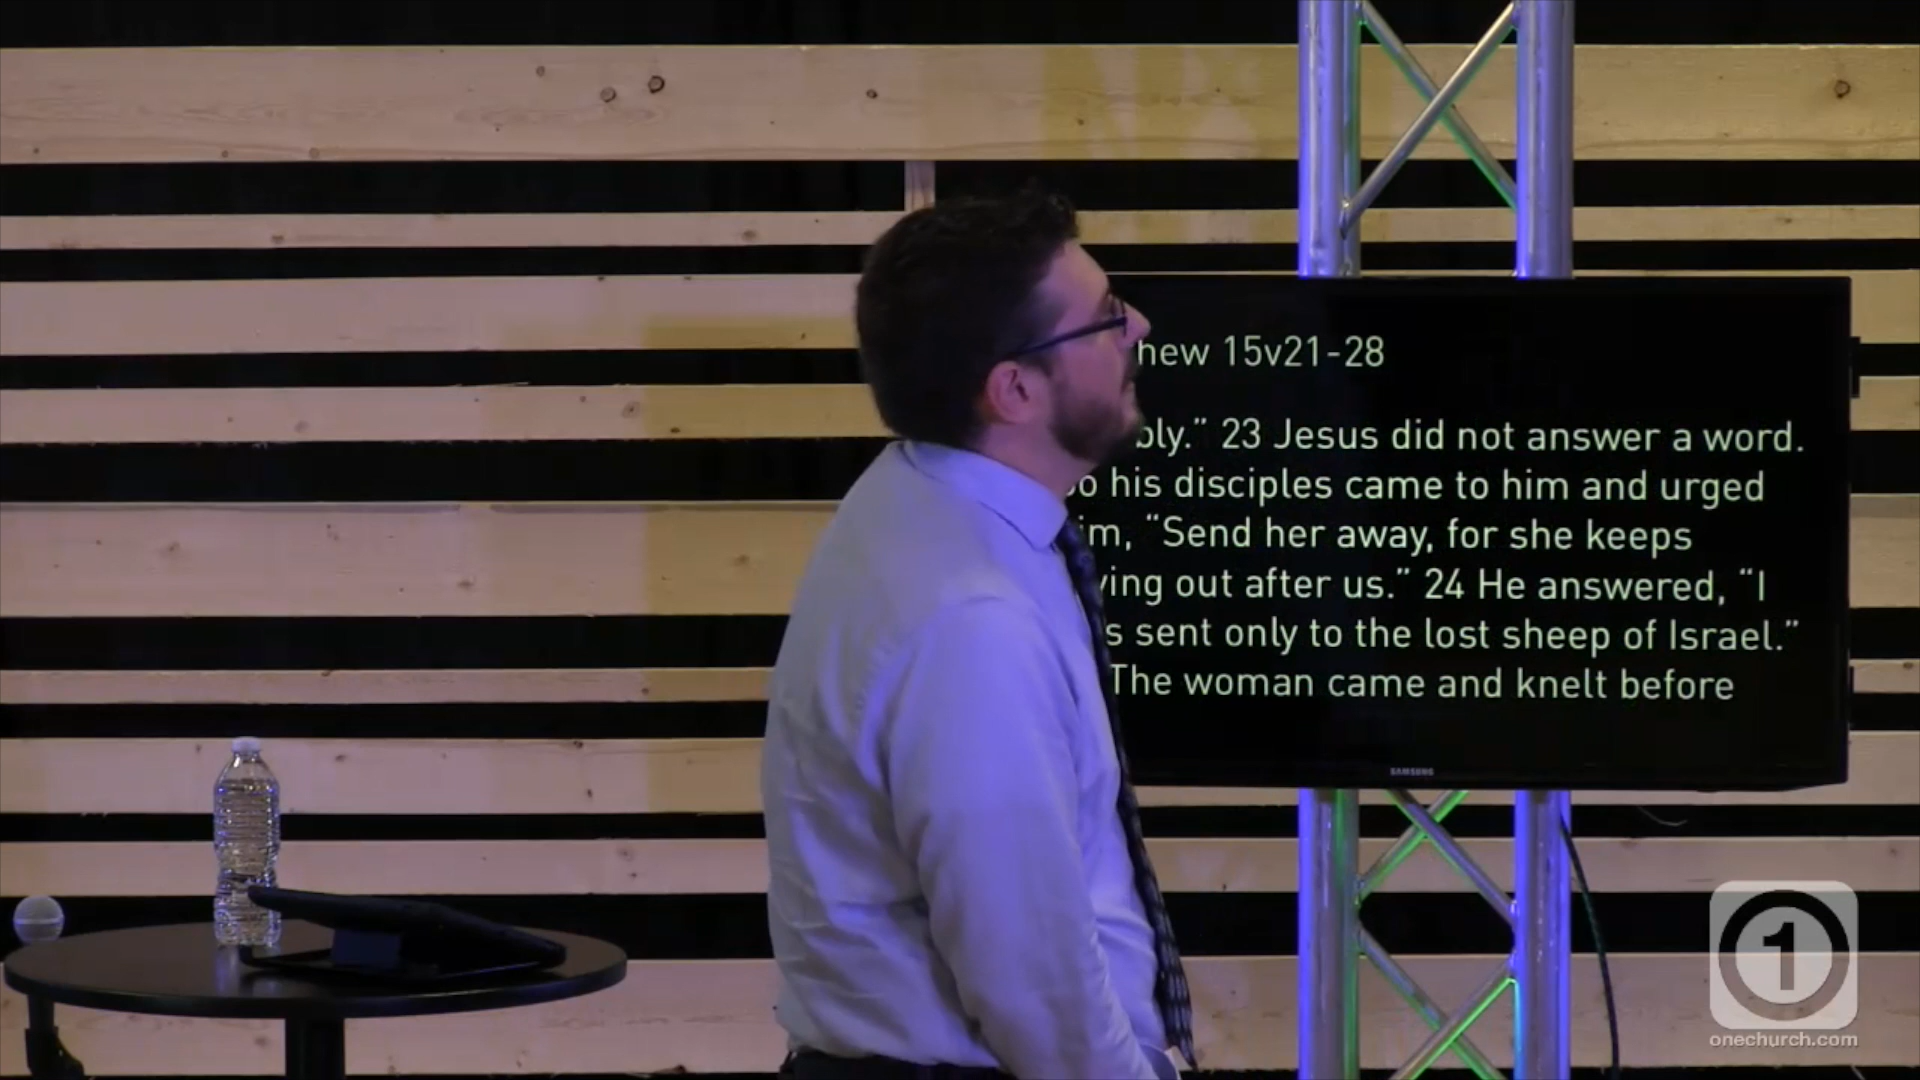 hew 15v21-28
bly.” 23 Jesus did not answer a word.
his disciples came to him and urged
im, “Send her away, for she keeps
ying out after us.” 24 He answered, “I
s sent only to the lost sheep of Israel.”
The woman came and knelt before
SAMSUNG
1
onechurch.com